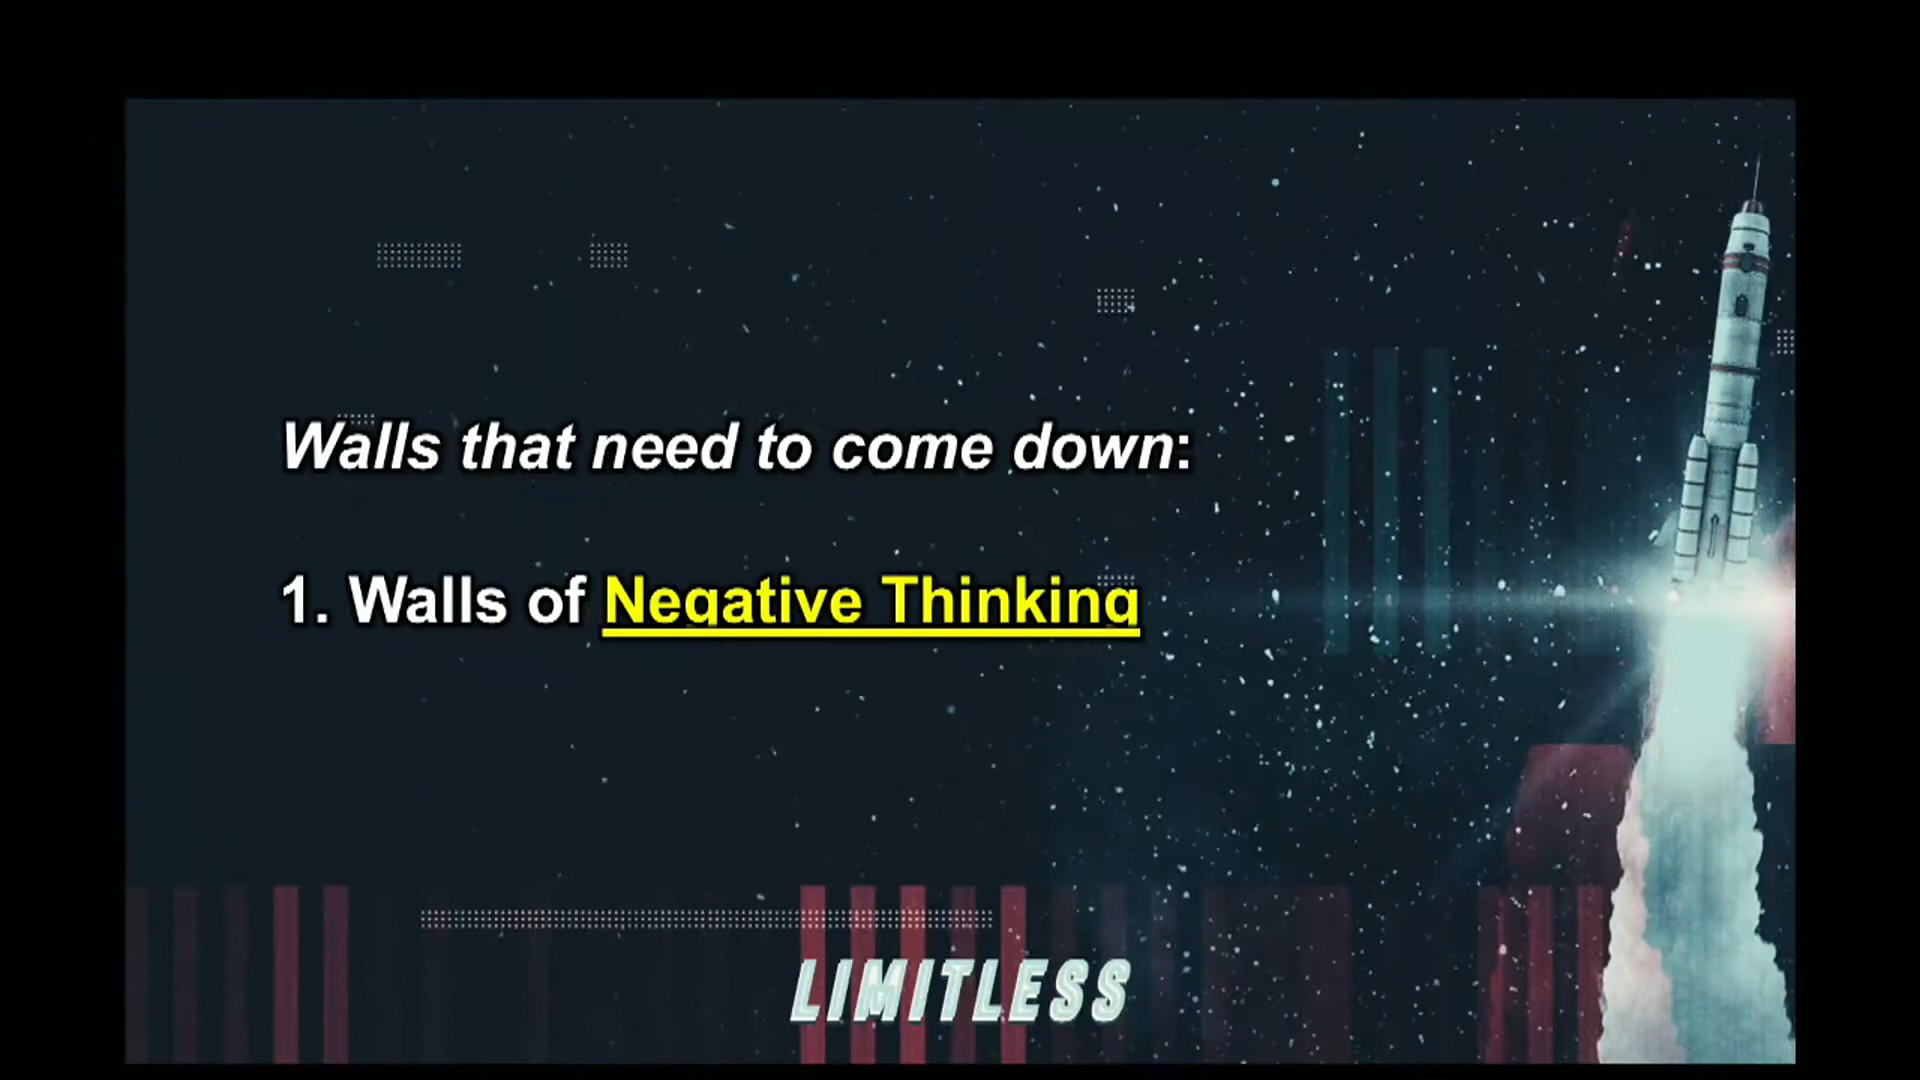 Walls that need to come down:
1. Walls of Negative Thinking
LIMITLESS